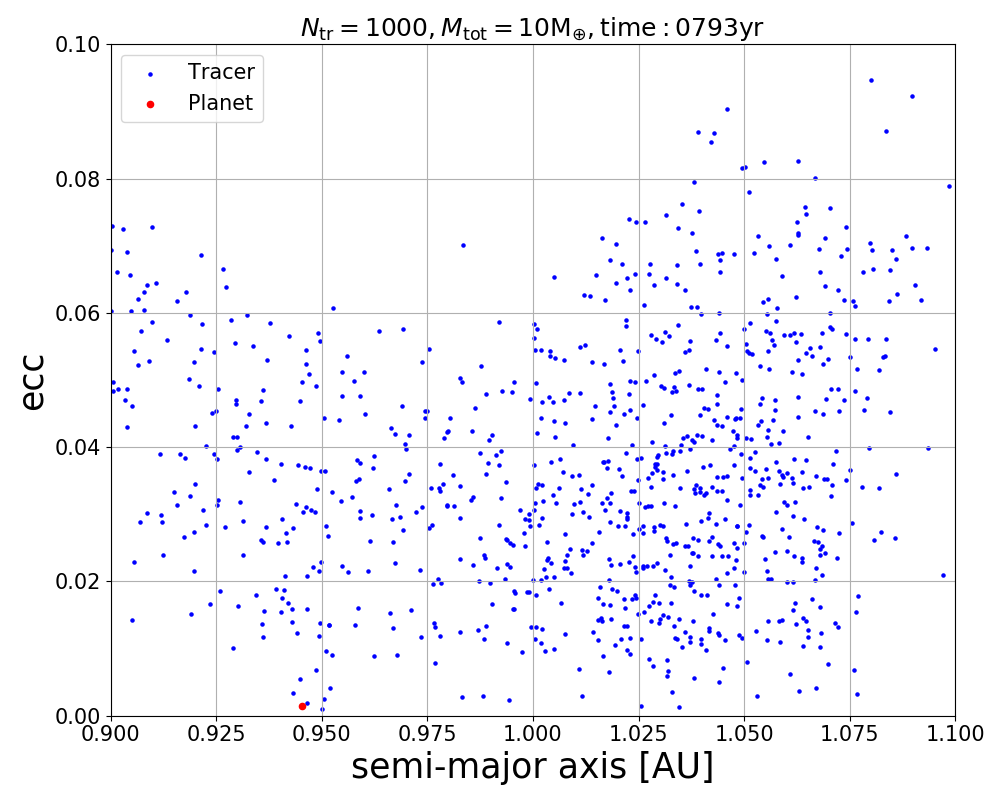 N_tr = 1000, M_tot = 10M_⊕, time : 0793yr
0.10
Tracer
Planet
0.08
0.06
ecc
0.04
0.02
0.00
0.900 0.925 0.950 0.975 1.000 1.025 1.050 1.075 1.100
semi-major axis [AU]